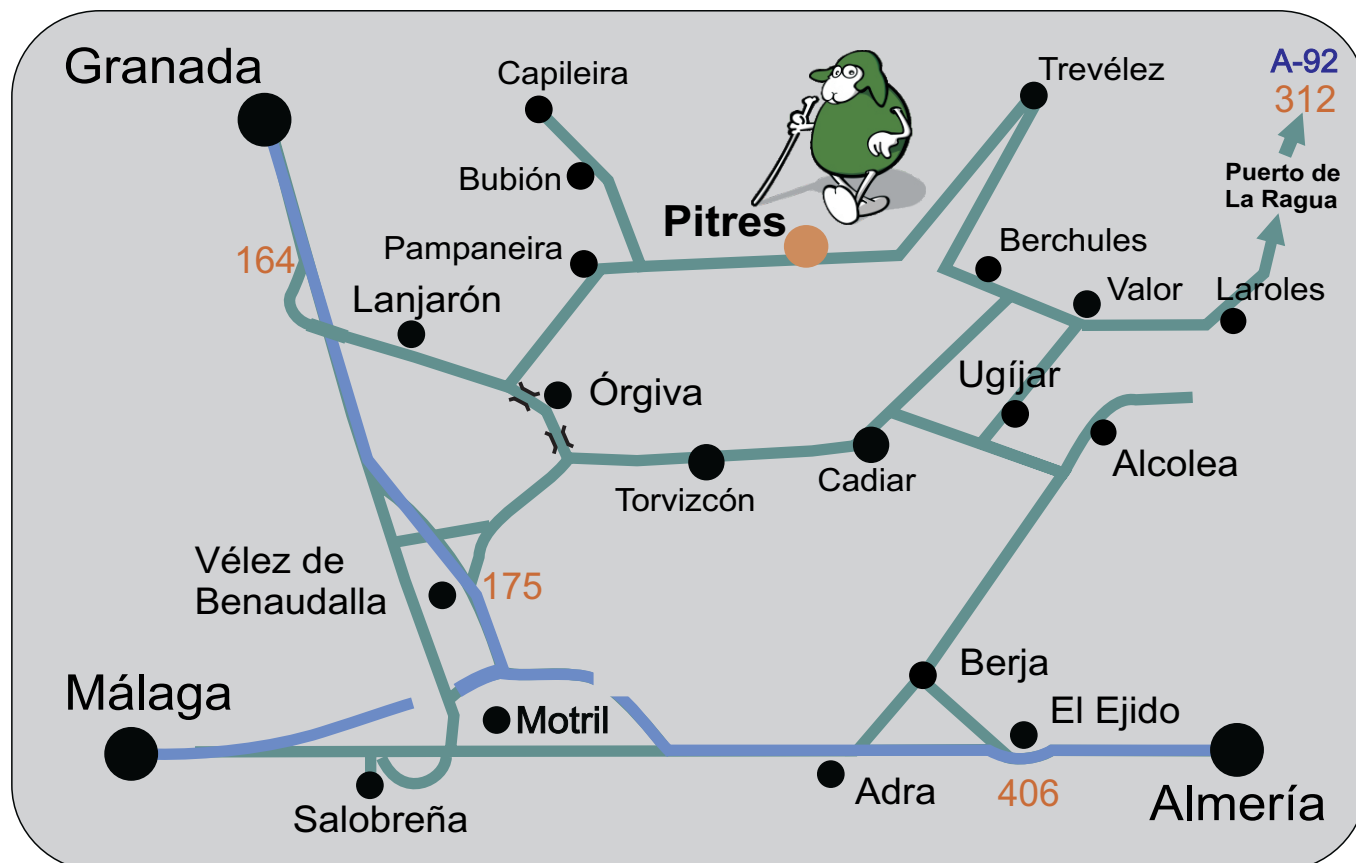 Granada
Capileira
Trevélez
A-92
312
Bubión
Puerto de
La Ragua
Pitres
Pampaneira
164
Berchules
Lanjarón
Valor
Laroles
Órgiva
Ugíjar
Alcolea
Torvizcón
Cadiar
Vélez de
Benaudalla
175
Berja
Málaga
Motril
El Ejido
Adra
406
Almería
Salobreña